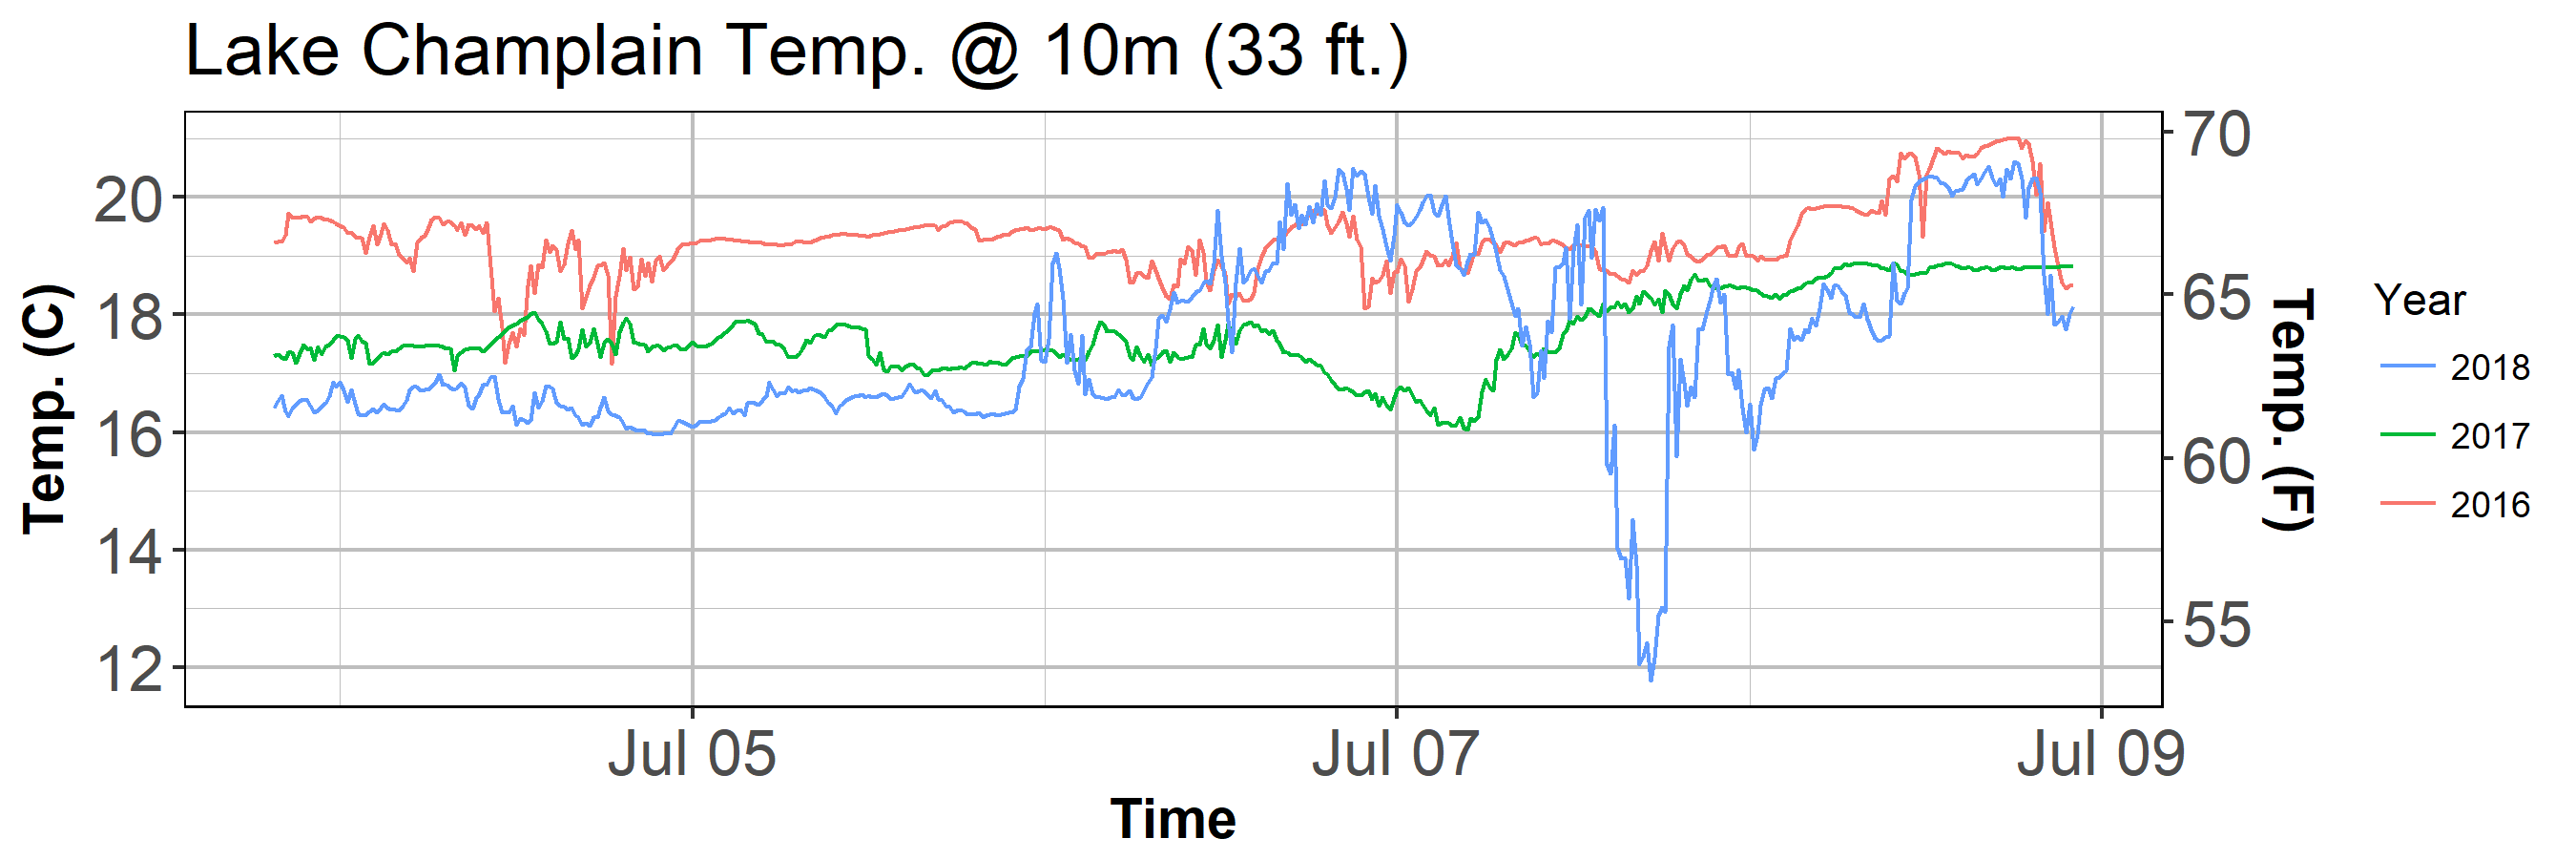 Lake Champlain Temp. @ 10m (33 ft.)
Temp. (C)
20
18
16
14
12
70
65
60
55
Temp. (F)
Jul 05
Jul 07
Jul 09
Time
Year
2018
2017
2016